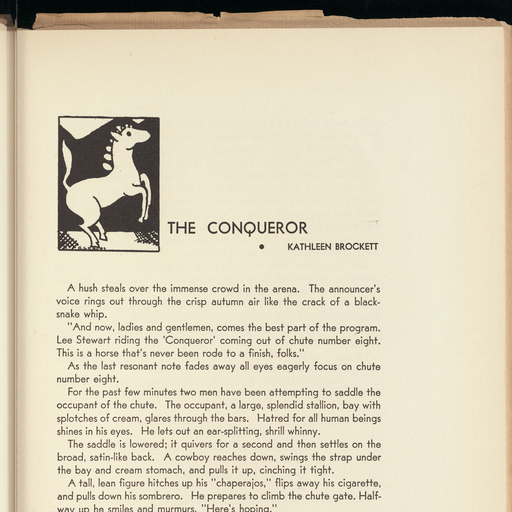 THE CONQUEROR
• KATHLEEN BROCKETT
A hush steals over the immense crowd in the arena. The announcer's
voice rings out through the crisp autumn air like the crack of a black-
snake whip.
"And now, ladies and gentlemen, comes the best part of the program.
Lee Stewart riding the 'Conqueror' coming out of chute number eight.
This is a horse that's never been rode to a finish, folks."
As the last resonant note fades away all eyes eagerly focus on chute
number eight.
For the past few minutes two men have been attempting to saddle the
occupant of the chute. The occupant, a large, splendid stallion, bay with
splotches of cream, glares through the bars. Hatred for all human beings
shines in his eyes. He lets out an ear-splitting, shrill whinny.
The saddle is lowered; it quivers for a second and then settles on the
broad, satin-like back. A cowboy reaches down, swings the strap under
the bay and cream stomach, and pulls it up, cinching it tight.
A tall, lean figure hitches up his "chaperajos," flips away his cigarette,
and pulls down his sombrero. He prepares to climb the chute gate. Half-
way up he smiles and murmurs, "Here's hoping."